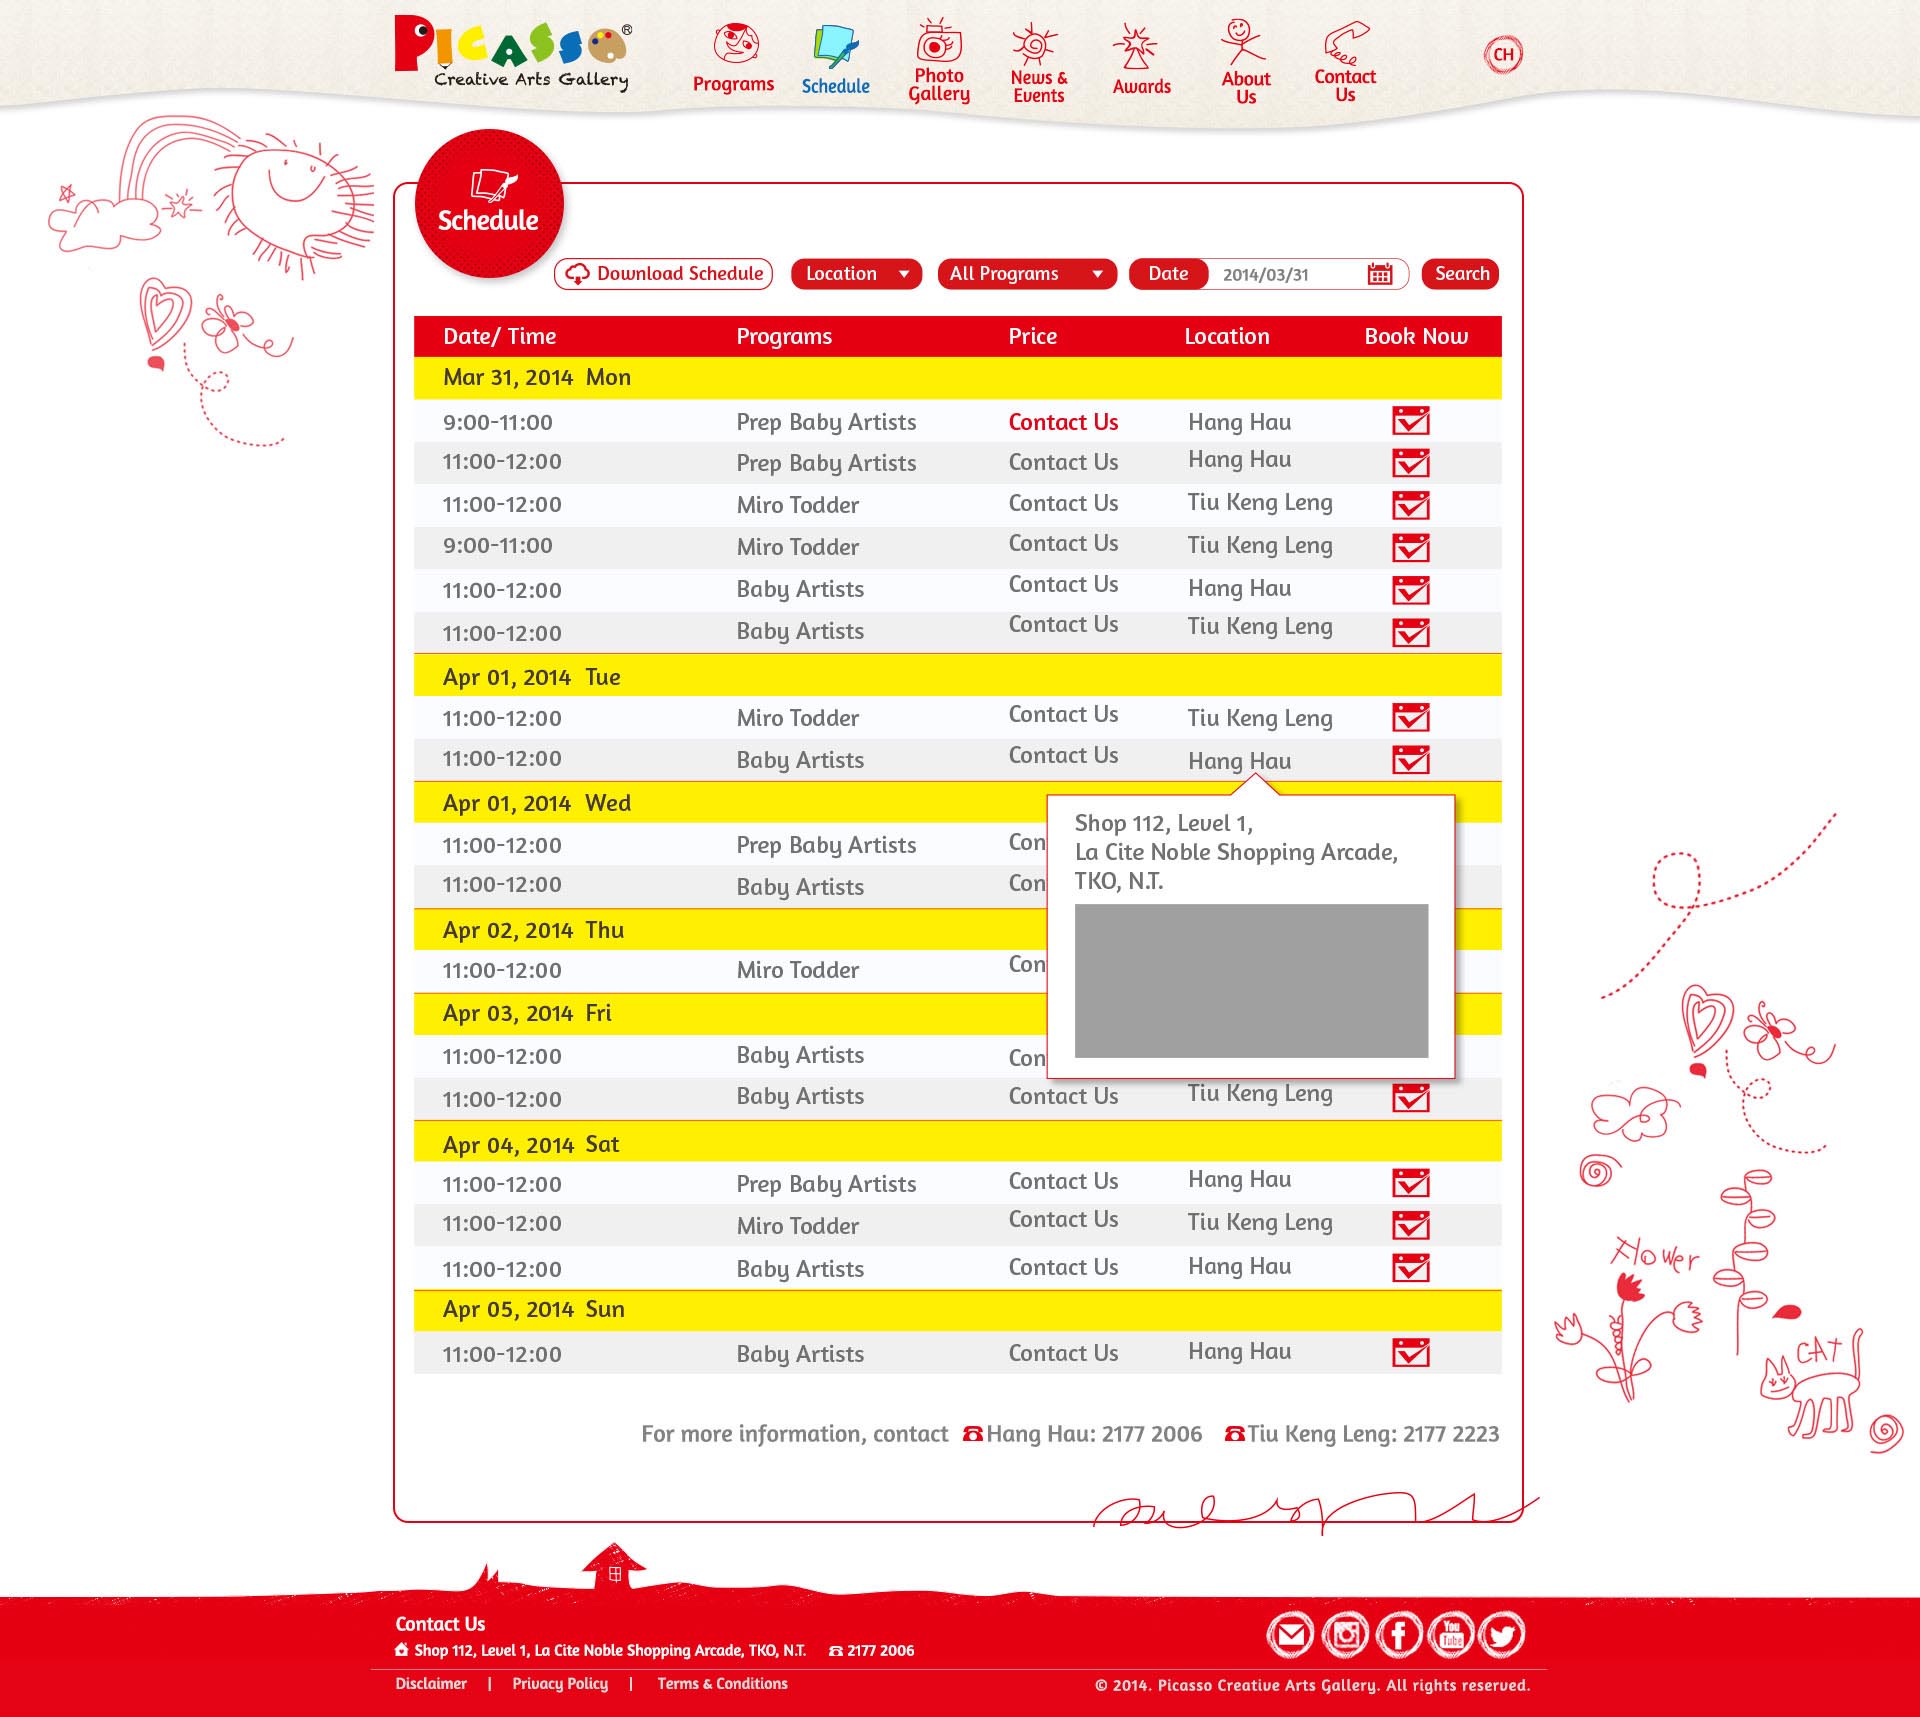 PICASSO®
Creative Arts Gallery
Programs
Schedule
Photo
Gallery
News &
Events
Awards
About
Us
Contact
Us
CH
Schedule
Download Schedule
Location
All Programs
Date
2014/03/31
Search
Date/ Time Programs Price Location Book Now
Mar 31, 2014 Mon
9:00-11:00 Prep Baby Artists Contact Us Hang Hau
11:00-12:00 Prep Baby Artists Contact Us Hang Hau
11:00-12:00 Miro Todder Contact Us Tiu Keng Leng
9:00-11:00 Miro Todder Contact Us Tiu Keng Leng
11:00-12:00 Baby Artists Contact Us Hang Hau
11:00-12:00 Baby Artists Contact Us Tiu Keng Leng
Apr 01, 2014 Tue
11:00-12:00 Miro Todder Contact Us Tiu Keng Leng
11:00-12:00 Baby Artists Contact Us Hang Hau
Apr 01, 2014 Wed
11:00-12:00 Prep Baby Artists Con
11:00-12:00 Baby Artists Con
Shop 112, Level 1,
La Cite Noble Shopping Arcade,
TKO, N.T.
Apr 02, 2014 Thu
11:00-12:00 Miro Todder Con
Apr 03, 2014 Fri
11:00-12:00 Baby Artists Con
11:00-12:00 Baby Artists Contact Us Tiu Keng Leng
Apr 04, 2014 Sat
11:00-12:00 Prep Baby Artists Contact Us Hang Hau
11:00-12:00 Miro Todder Contact Us Tiu Keng Leng
11:00-12:00 Baby Artists Contact Us Hang Hau
Apr 05, 2014 Sun
11:00-12:00 Baby Artists Contact Us Hang Hau
Flower
CAT
For more information, contact Hang Hau: 2177 2006 Tiu Keng Leng: 2177 2223
Contact Us
Shop 112, Level 1, La Cite Noble Shopping Arcade, TKO, N.T. 2177 2006
You
Tube
Disclaimer | Privacy Policy | Terms & Conditions
© 2014. Picasso Creative Arts Gallery. All rights reserved.